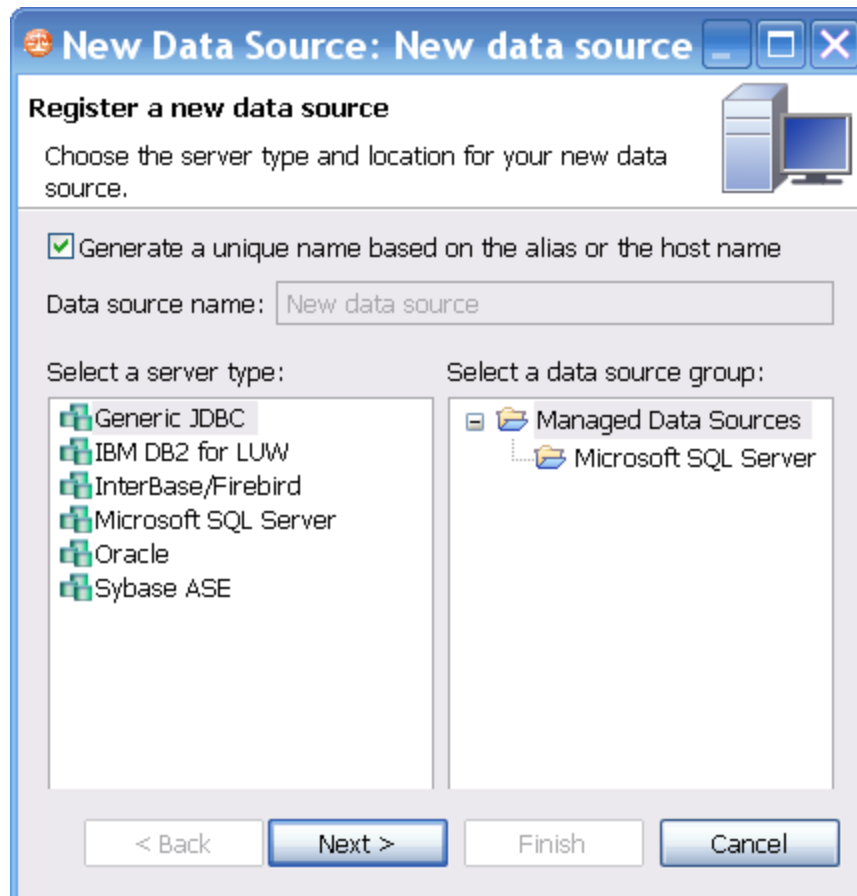 New Data Source: New data source
Register a new data source
Choose the server type and location for your new data
source.
Generate a unique name based on the alias or the host name
Data source name: New data source
Select a server type:
Generic JDBC
IBM DB2 for LUW
InterBase/Firebird
Microsoft SQL Server
Oracle
Sybase ASE
Select a data source group:
Managed Data Sources
Microsoft SQL Server
< Back Next > Finish Cancel